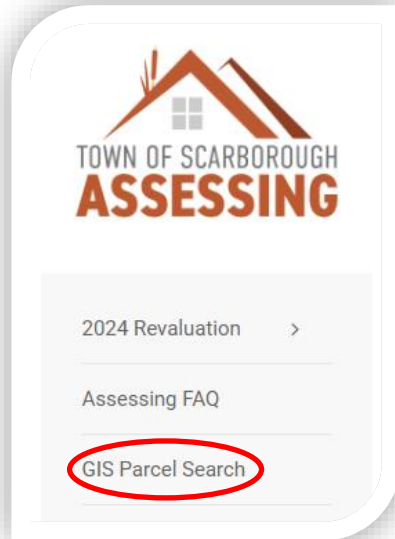 TOWN OF SCARBOROUGH
ASSESSING
2024 Revaluation >
Assessing FAQ
GIS Parcel Search